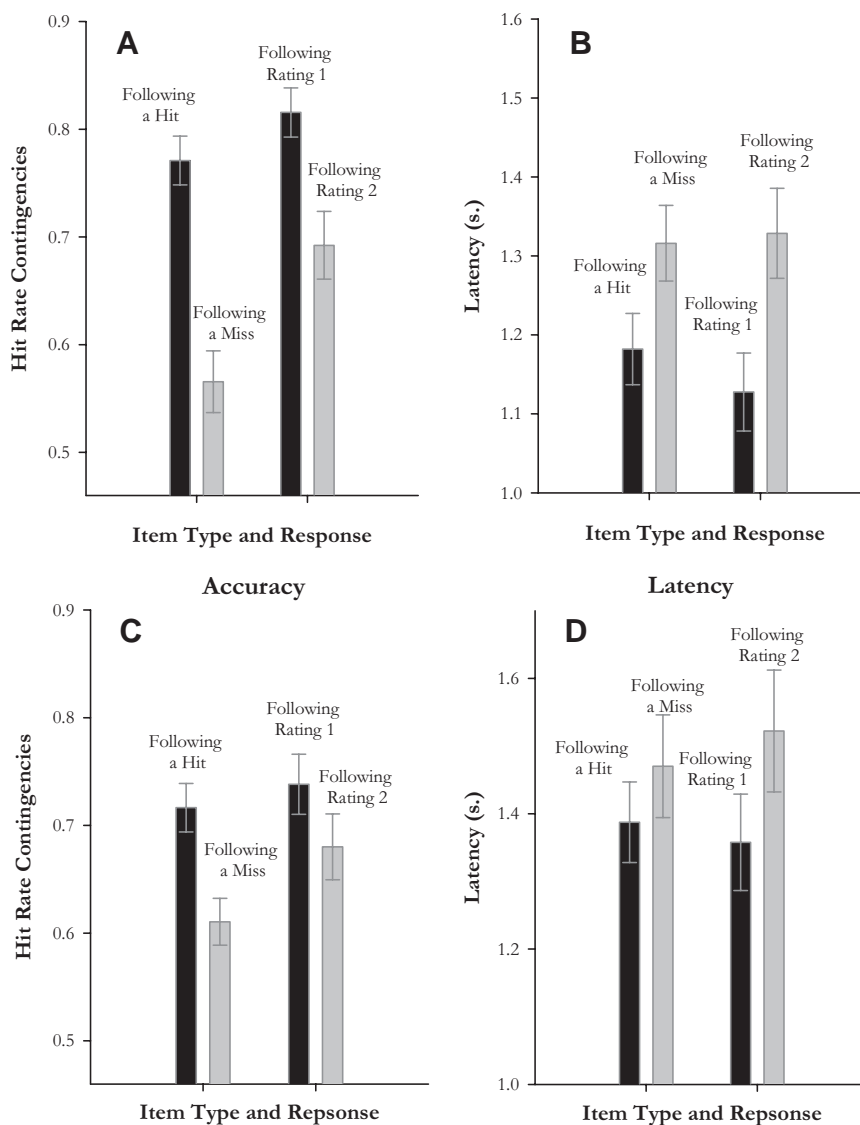 A
B
0.9
0.8
0.7
0.6
0.5
Hit Rate Contingencies
Following
a Hit
Following
a Miss
Following
Rating 1
Following
Rating 2
Item Type and Response
1.6
1.5
1.4
1.3
1.2
1.1
1.0
Latency (s.)
Following
a Hit
Following
a Miss
Following
Rating 1
Following
Rating 2
Item Type and Response
Accuracy
Latency
C
D
0.9
0.8
0.7
0.6
0.5
Hit Rate Contingencies
Following
a Hit
Following
a Miss
Following
Rating 1
Following
Rating 2
Item Type and Repsonse
1.6
1.4
1.2
1.0
Latency (s.)
Following
a Hit
Following
a Miss
Following
Rating 1
Following
Rating 2
Item Type and Repsonse